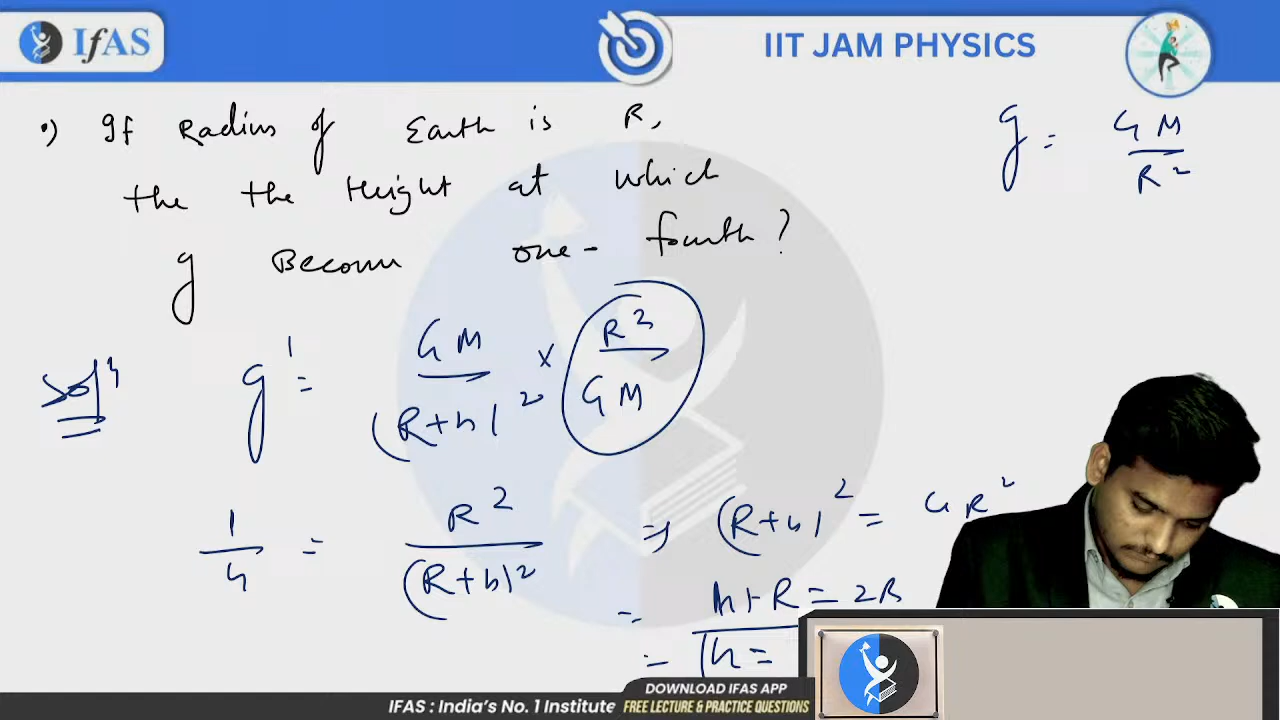 IfAS
IIT JAM PHYSICS
•) If Radius of Earth is R,
the the Height at which
g Becom one-fourth?
g = GM/R²
Solⁿ g' = GM/(R+h)² × R²/GM
1/4 = R²/(R+h)² ⇒ (R+h)² = 4R²
= h+R = 2R
= h =
DOWNLOAD IFAS APP
IFAS : India's No. 1 Institute FREE LECTURE & PRACTICE QUESTIONS